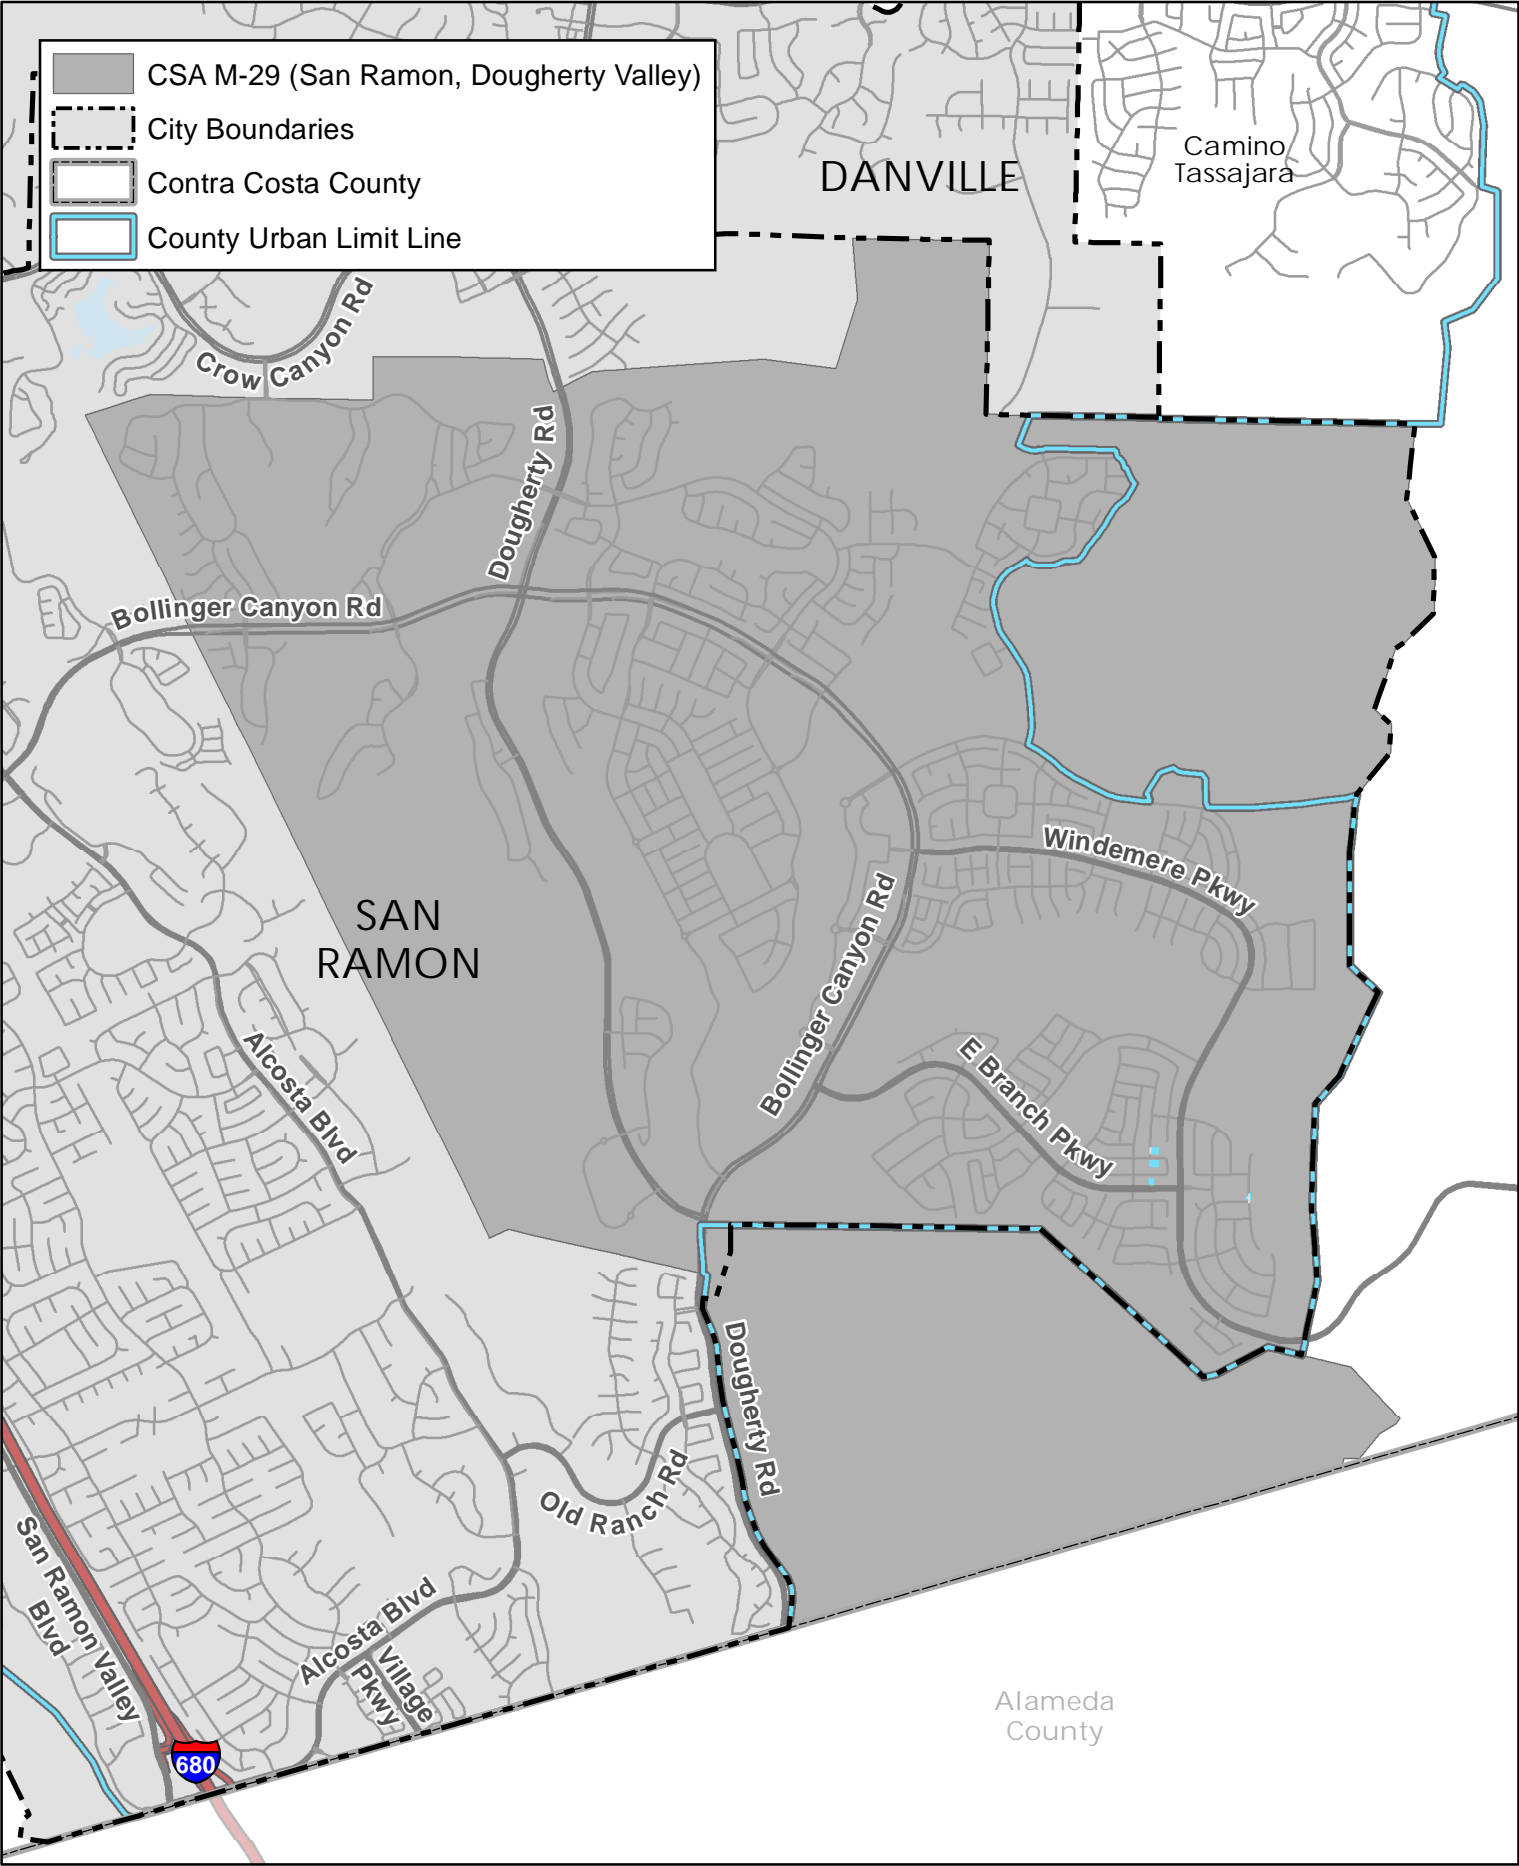 CSA M-29 (San Ramon, Dougherty Valley)
City Boundaries
Contra Costa County
County Urban Limit Line
DANVILLE
Camino
Tassajara
Crow Canyon Rd
Dougherty Rd
Bollinger Canyon Rd
Windemere Pkwy
SAN
RAMON
Bollinger Canyon Rd
E Branch Pkwy
Alcosta Blvd
Dougherty Rd
Old Ranch Rd
San Ramon Valley
Blvd
Alcosta Blvd
Village
Pkwy
Alameda
County
680